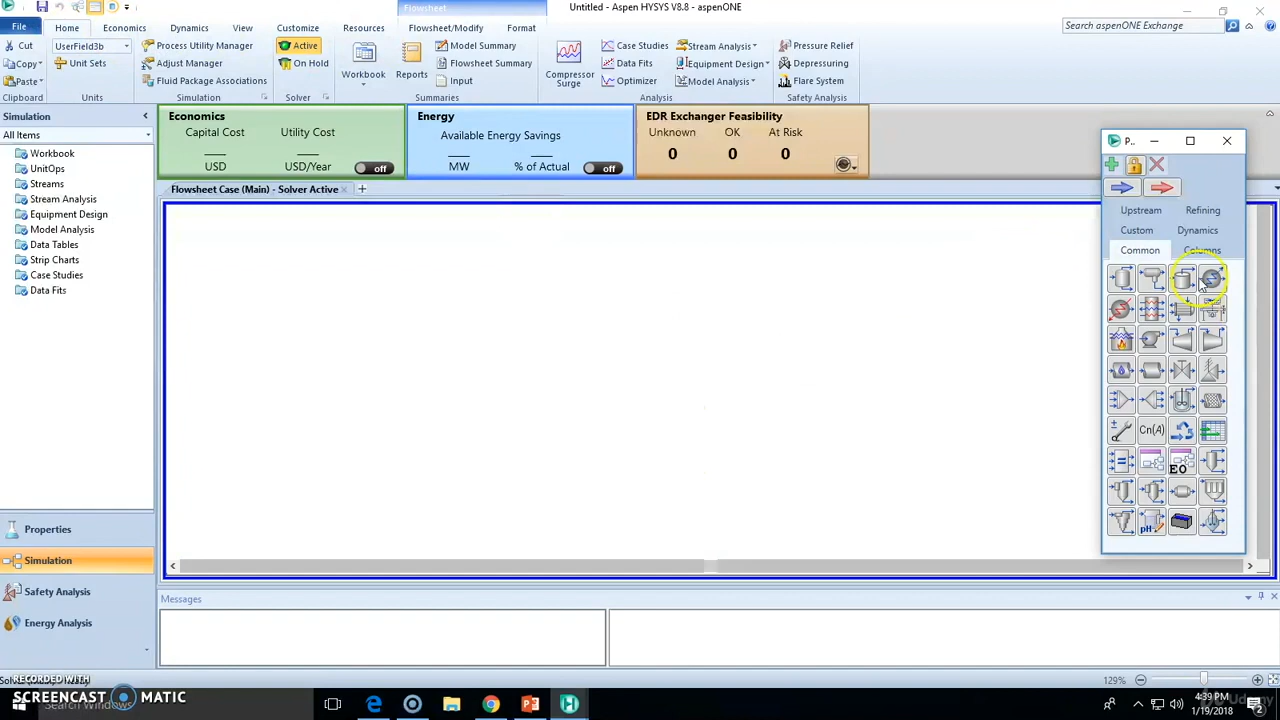 Flowsheet
Untitled - Aspen HYSYS V8.8 - aspenONE
File Home Economics Dynamics View Customize Resources Flowsheet/Modify Format
Search aspenONE Exchange
Cut UserField3b Process Utility Manager Active Model Summary Case Studies Stream Analysis Pressure Relief
Copy Unit Sets Adjust Manager On Hold Flowsheet Summary Data Fits Equipment Design Depressuring
Paste Fluid Package Associations Workbook Reports Input Compressor Surge Optimizer Model Analysis Flare System
Clipboard Units Simulation Solver Summaries Analysis Safety Analysis
Simulation
All Items
Workbook
UnitOps
Streams
Stream Analysis
Equipment Design
Model Analysis
Data Tables
Strip Charts
Case Studies
Data Fits
Properties
Simulation
Safety Analysis
Energy Analysis
Economics
Capital Cost Utility Cost
USD USD/Year off
Energy
Available Energy Savings
MW % of Actual off
EDR Exchanger Feasibility
Unknown OK At Risk
0 0 0
Flowsheet Case (Main) - Solver Active
P..
Upstream Refining
Custom Dynamics
Common Columns
Cn(A)
EO
pH
Messages
129%
RECORDED WITH
SCREENCAST MATIC
Search Windows
4:39 PM
1/19/2018
Udemy